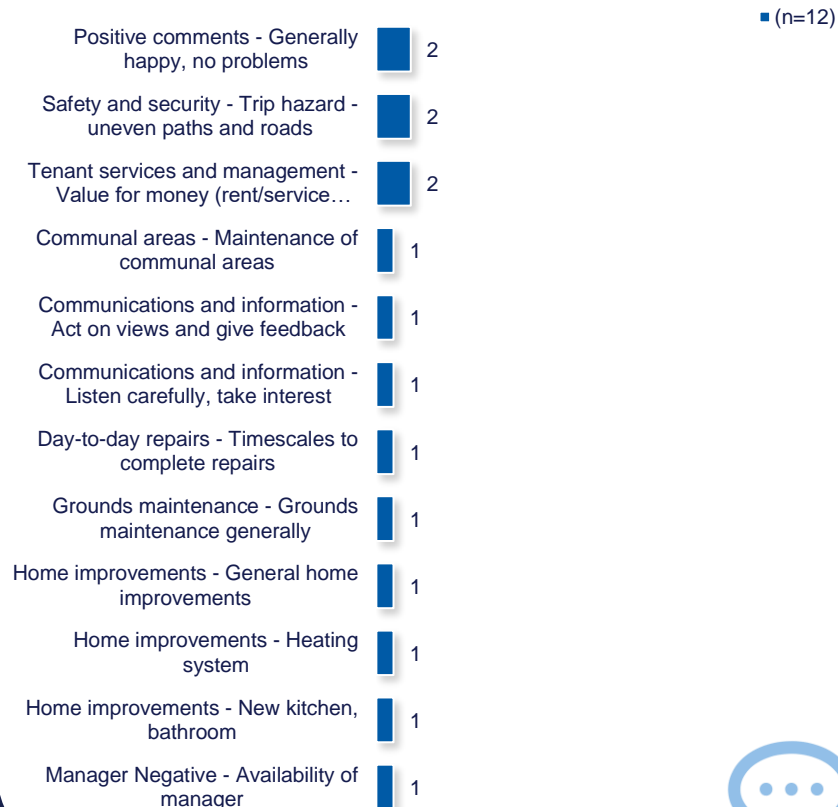 (n=12)
Positive comments - Generally
happy, no problems
2
Safety and security - Trip hazard -
uneven paths and roads
2
Tenant services and management -
Value for money (rent/service…
2
Communal areas - Maintenance of
communal areas
1
Communications and information -
Act on views and give feedback
1
Communications and information -
Listen carefully, take interest
1
Day-to-day repairs - Timescales to
complete repairs
1
Grounds maintenance - Grounds
maintenance generally
1
Home improvements - General home
improvements
1
Home improvements - Heating
system
1
Home improvements - New kitchen,
bathroom
1
Manager Negative - Availability of
manager
1